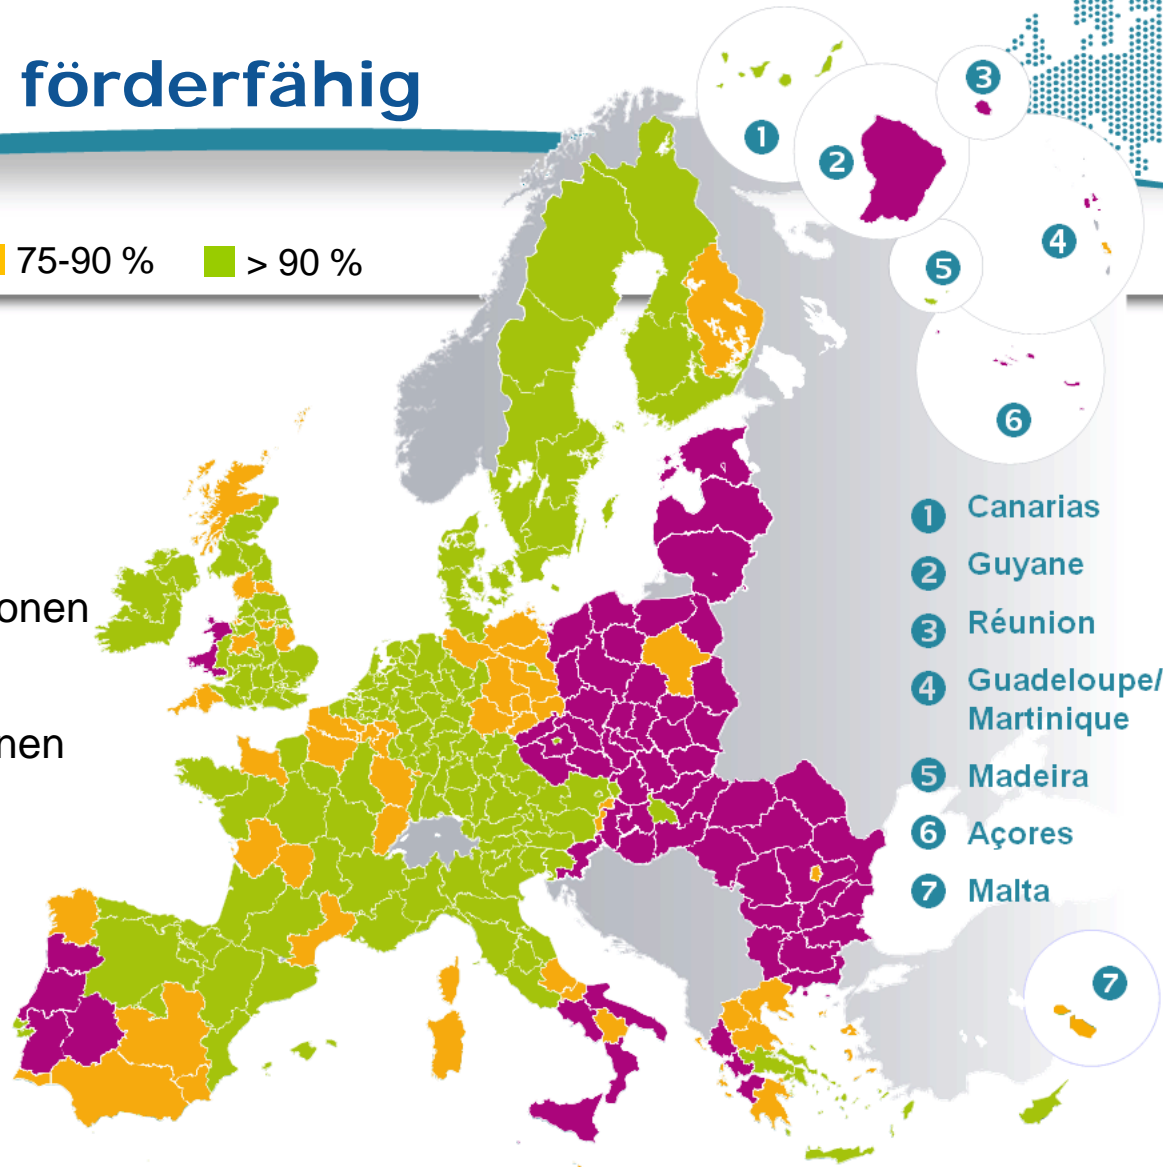 förderfähig
75-90 %
> 90 %
onen
nen
1
2
3
4
5
6
7
1 Canarias
2 Guyane
3 Réunion
4 Guadeloupe/
Martinique
5 Madeira
6 Açores
7 Malta